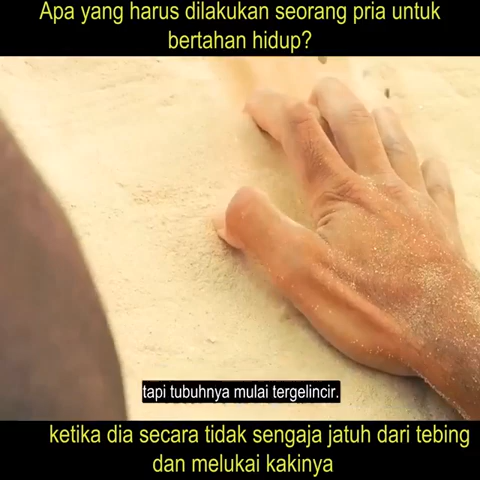 Apa yang harus dilakukan seorang pria untuk
bertahan hidup?
tapi tubuhnya mulai tergelincir.
ketika dia secara tidak sengaja jatuh dari tebing
dan melukai kakinya